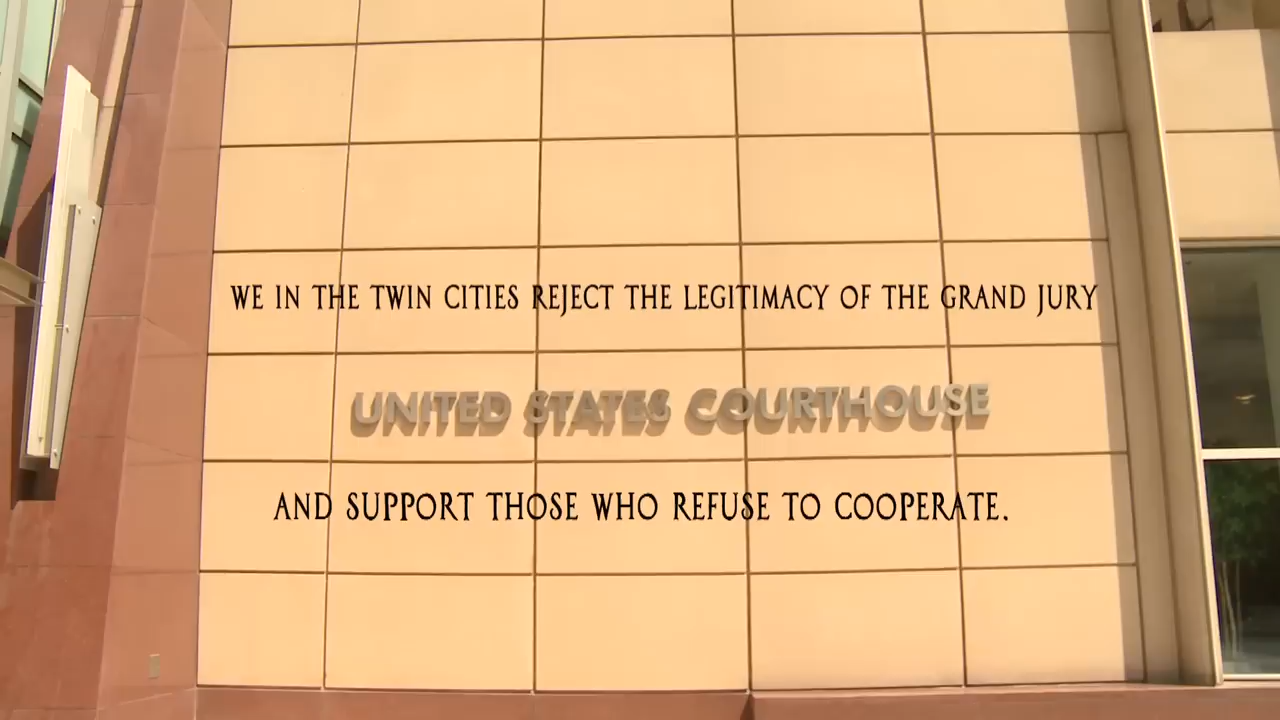 WE IN THE TWIN CITIES REJECT THE LEGITIMACY OF THE GRAND JURY
UNITED STATES COURTHOUSE
AND SUPPORT THOSE WHO REFUSE TO COOPERATE.